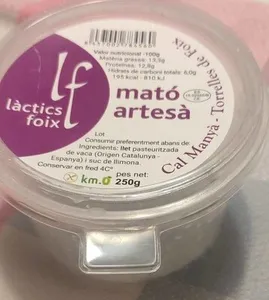 Valor nutricional: 100g
Matèria grassa: 13,5g
Proteïnes: 12,9g
Hidrats de carboni totals: 6,0g
lf
làctics
foix
mató
artesà
Cal Manyà · Torrelles de Foix
Lot
Consumir preferentment abans de:
Ingredients: llet pasteuritzada
de vaca (Origen Catalunya -
Espanya) i suc de llimona.
Conservar en fred 4Cº
km.0
pes net:
250g